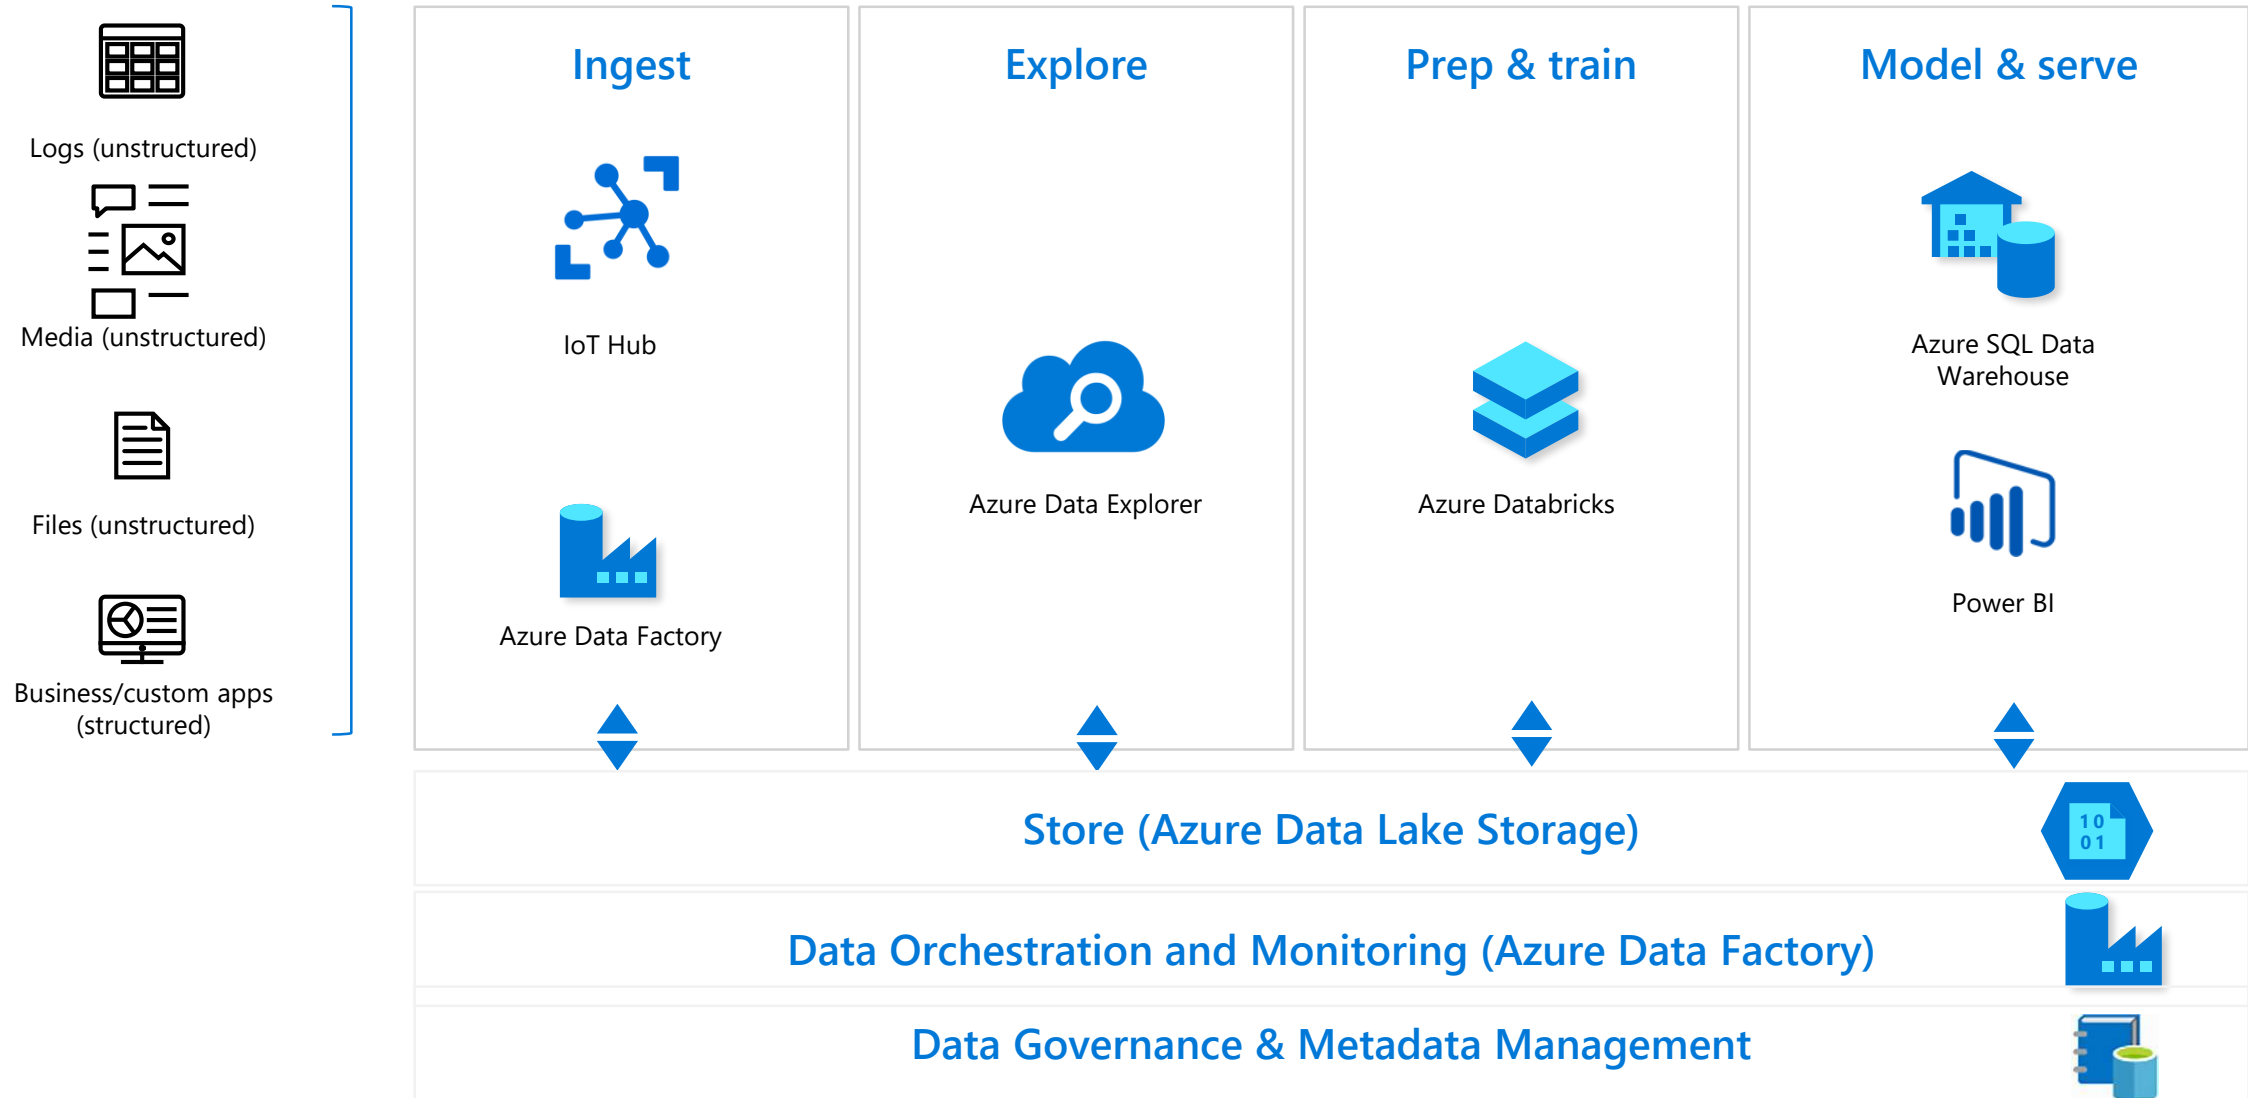 Logs (unstructured)
Media (unstructured)
Files (unstructured)
Business/custom apps
(structured)
Ingest
IoT Hub
Azure Data Factory
Explore
Azure Data Explorer
Prep & train
Azure Databricks
Model & serve
Azure SQL Data
Warehouse
Power BI
Store (Azure Data Lake Storage)
10
01
Data Orchestration and Monitoring (Azure Data Factory)
Data Governance & Metadata Management